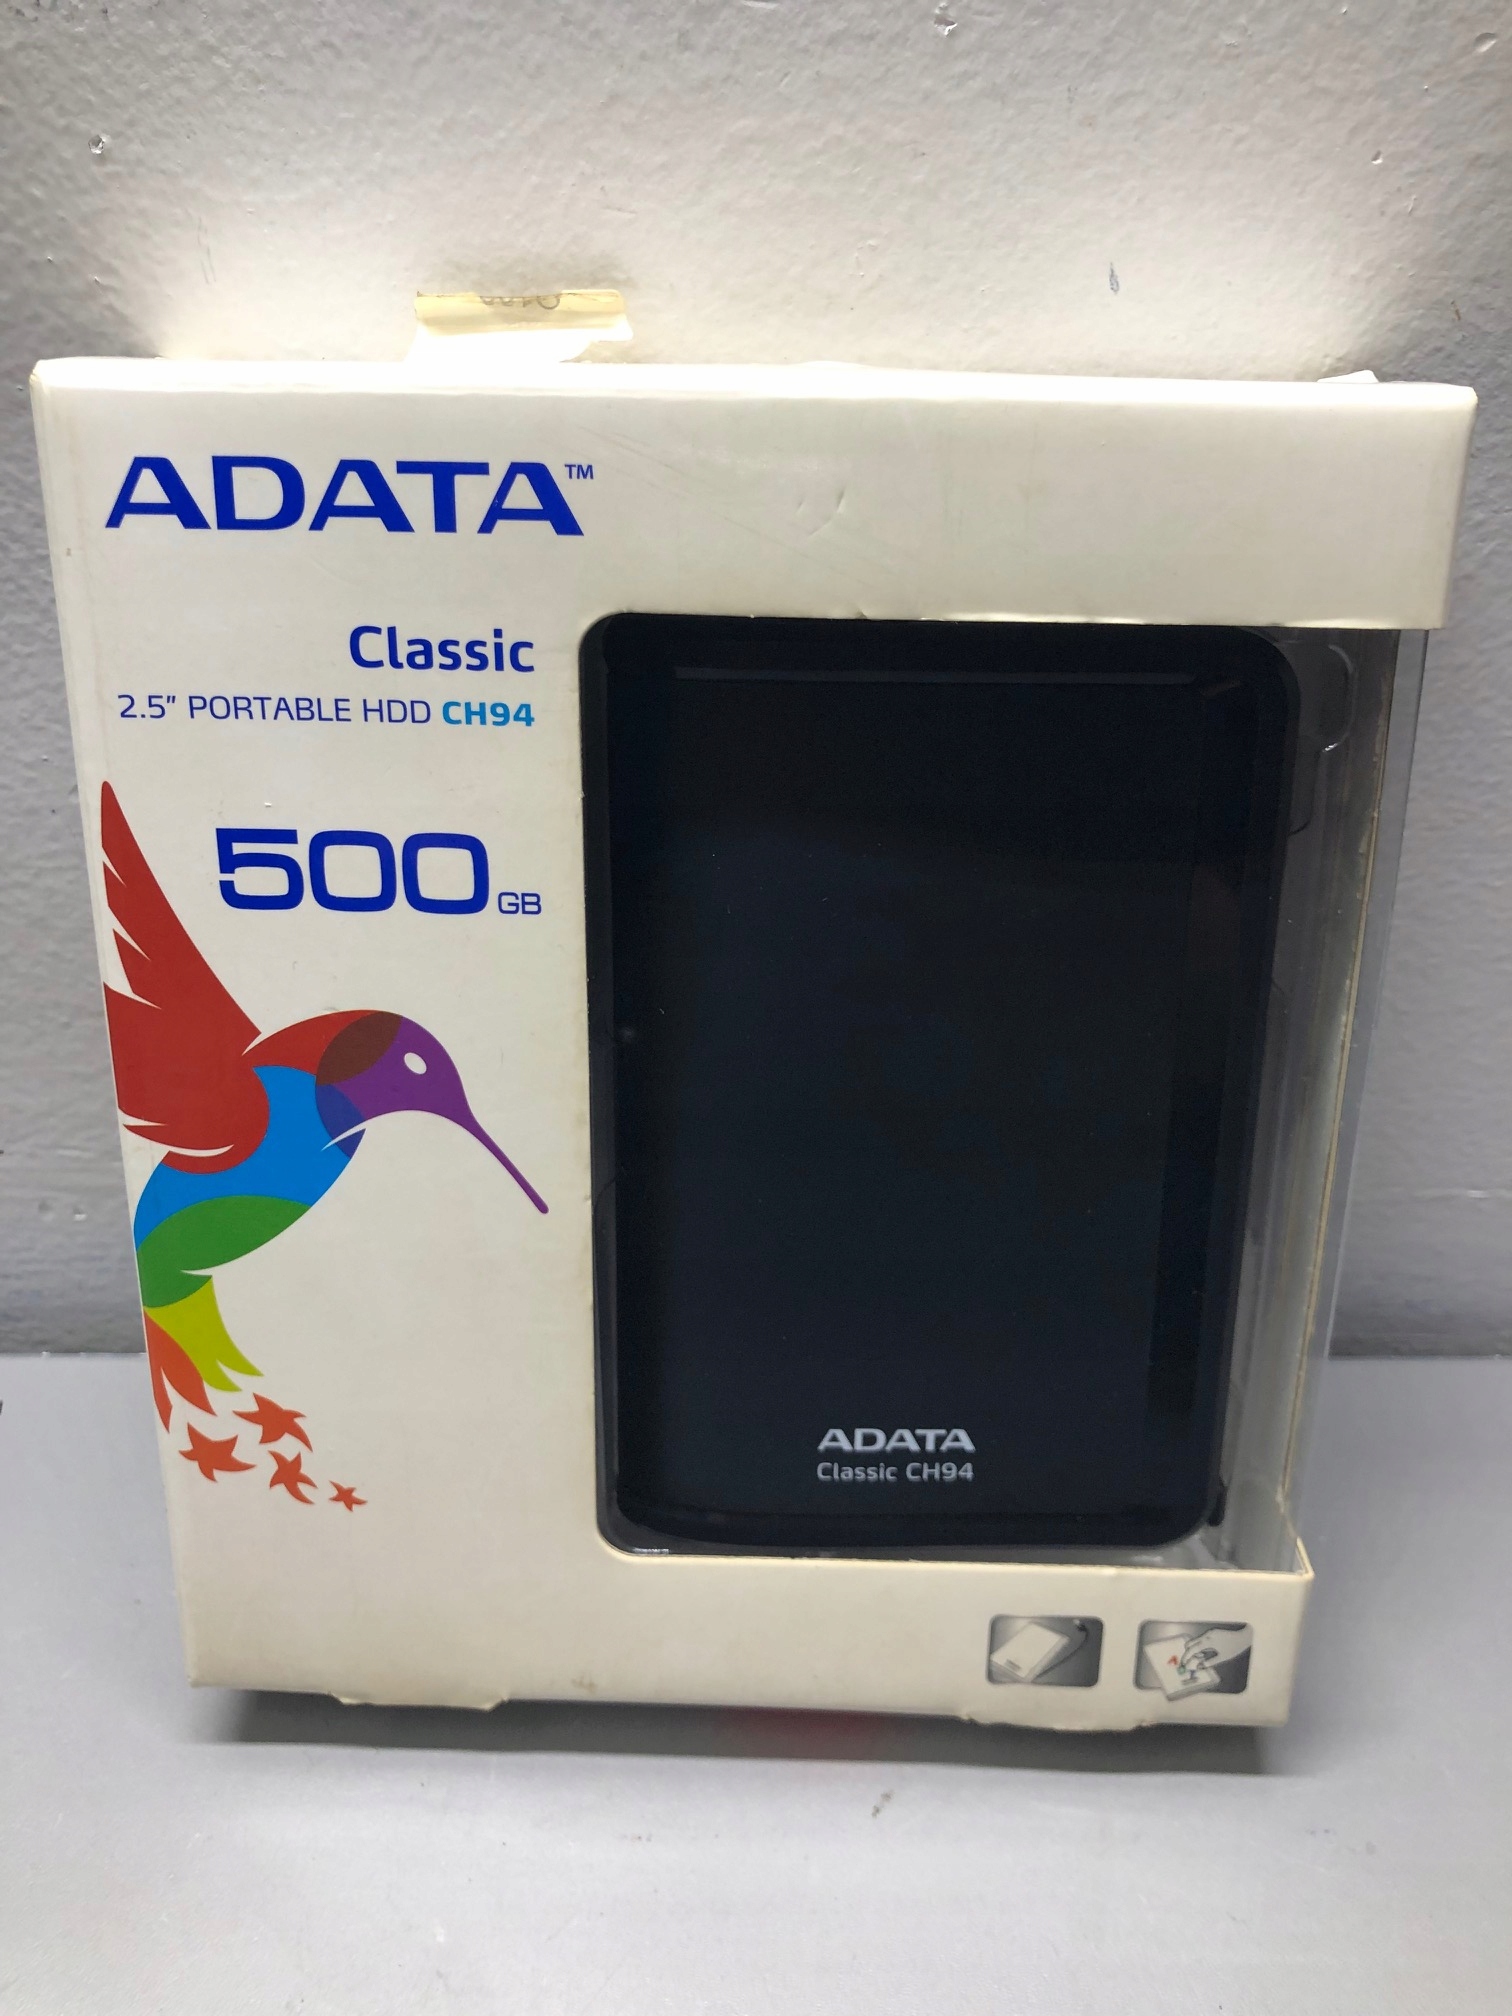 ADATA™
Classic
2.5" PORTABLE HDD CH94
500GB
ADATA
Classic CH94